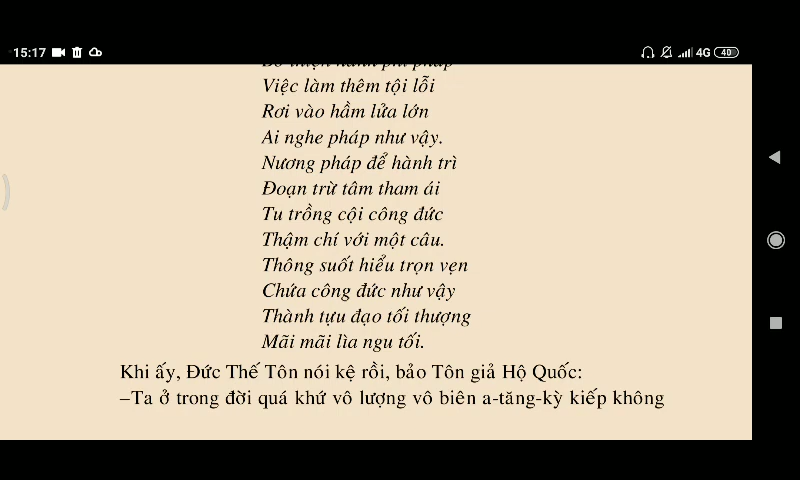 15:17
4G 40
Việc làm thêm tội lỗi
Rơi vào hầm lửa lớn
Ai nghe pháp như vậy.
Nương pháp để hành trì
Đoạn trừ tâm tham ái
Tu trồng cội công đức
Thậm chí với một câu.
Thông suốt hiểu trọn vẹn
Chứa công đức như vậy
Thành tựu đạo tối thượng
Mãi mãi lìa ngu tối.
Khi ấy, Đức Thế Tôn nói kệ rồi, bảo Tôn giả Hộ Quốc:
–Ta ở trong đời quá khứ vô lượng vô biên a-tăng-kỳ kiếp không